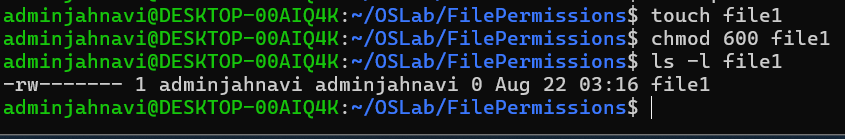 adminjahnavi@DESKTOP-00AIQ4K:~/OSLab/FilePermissions$ touch file1
adminjahnavi@DESKTOP-00AIQ4K:~/OSLab/FilePermissions$ chmod 600 file1
adminjahnavi@DESKTOP-00AIQ4K:~/OSLab/FilePermissions$ ls -l file1
-rw------- 1 adminjahnavi adminjahnavi 0 Aug 22 03:16 file1
adminjahnavi@DESKTOP-00AIQ4K:~/OSLab/FilePermissions$